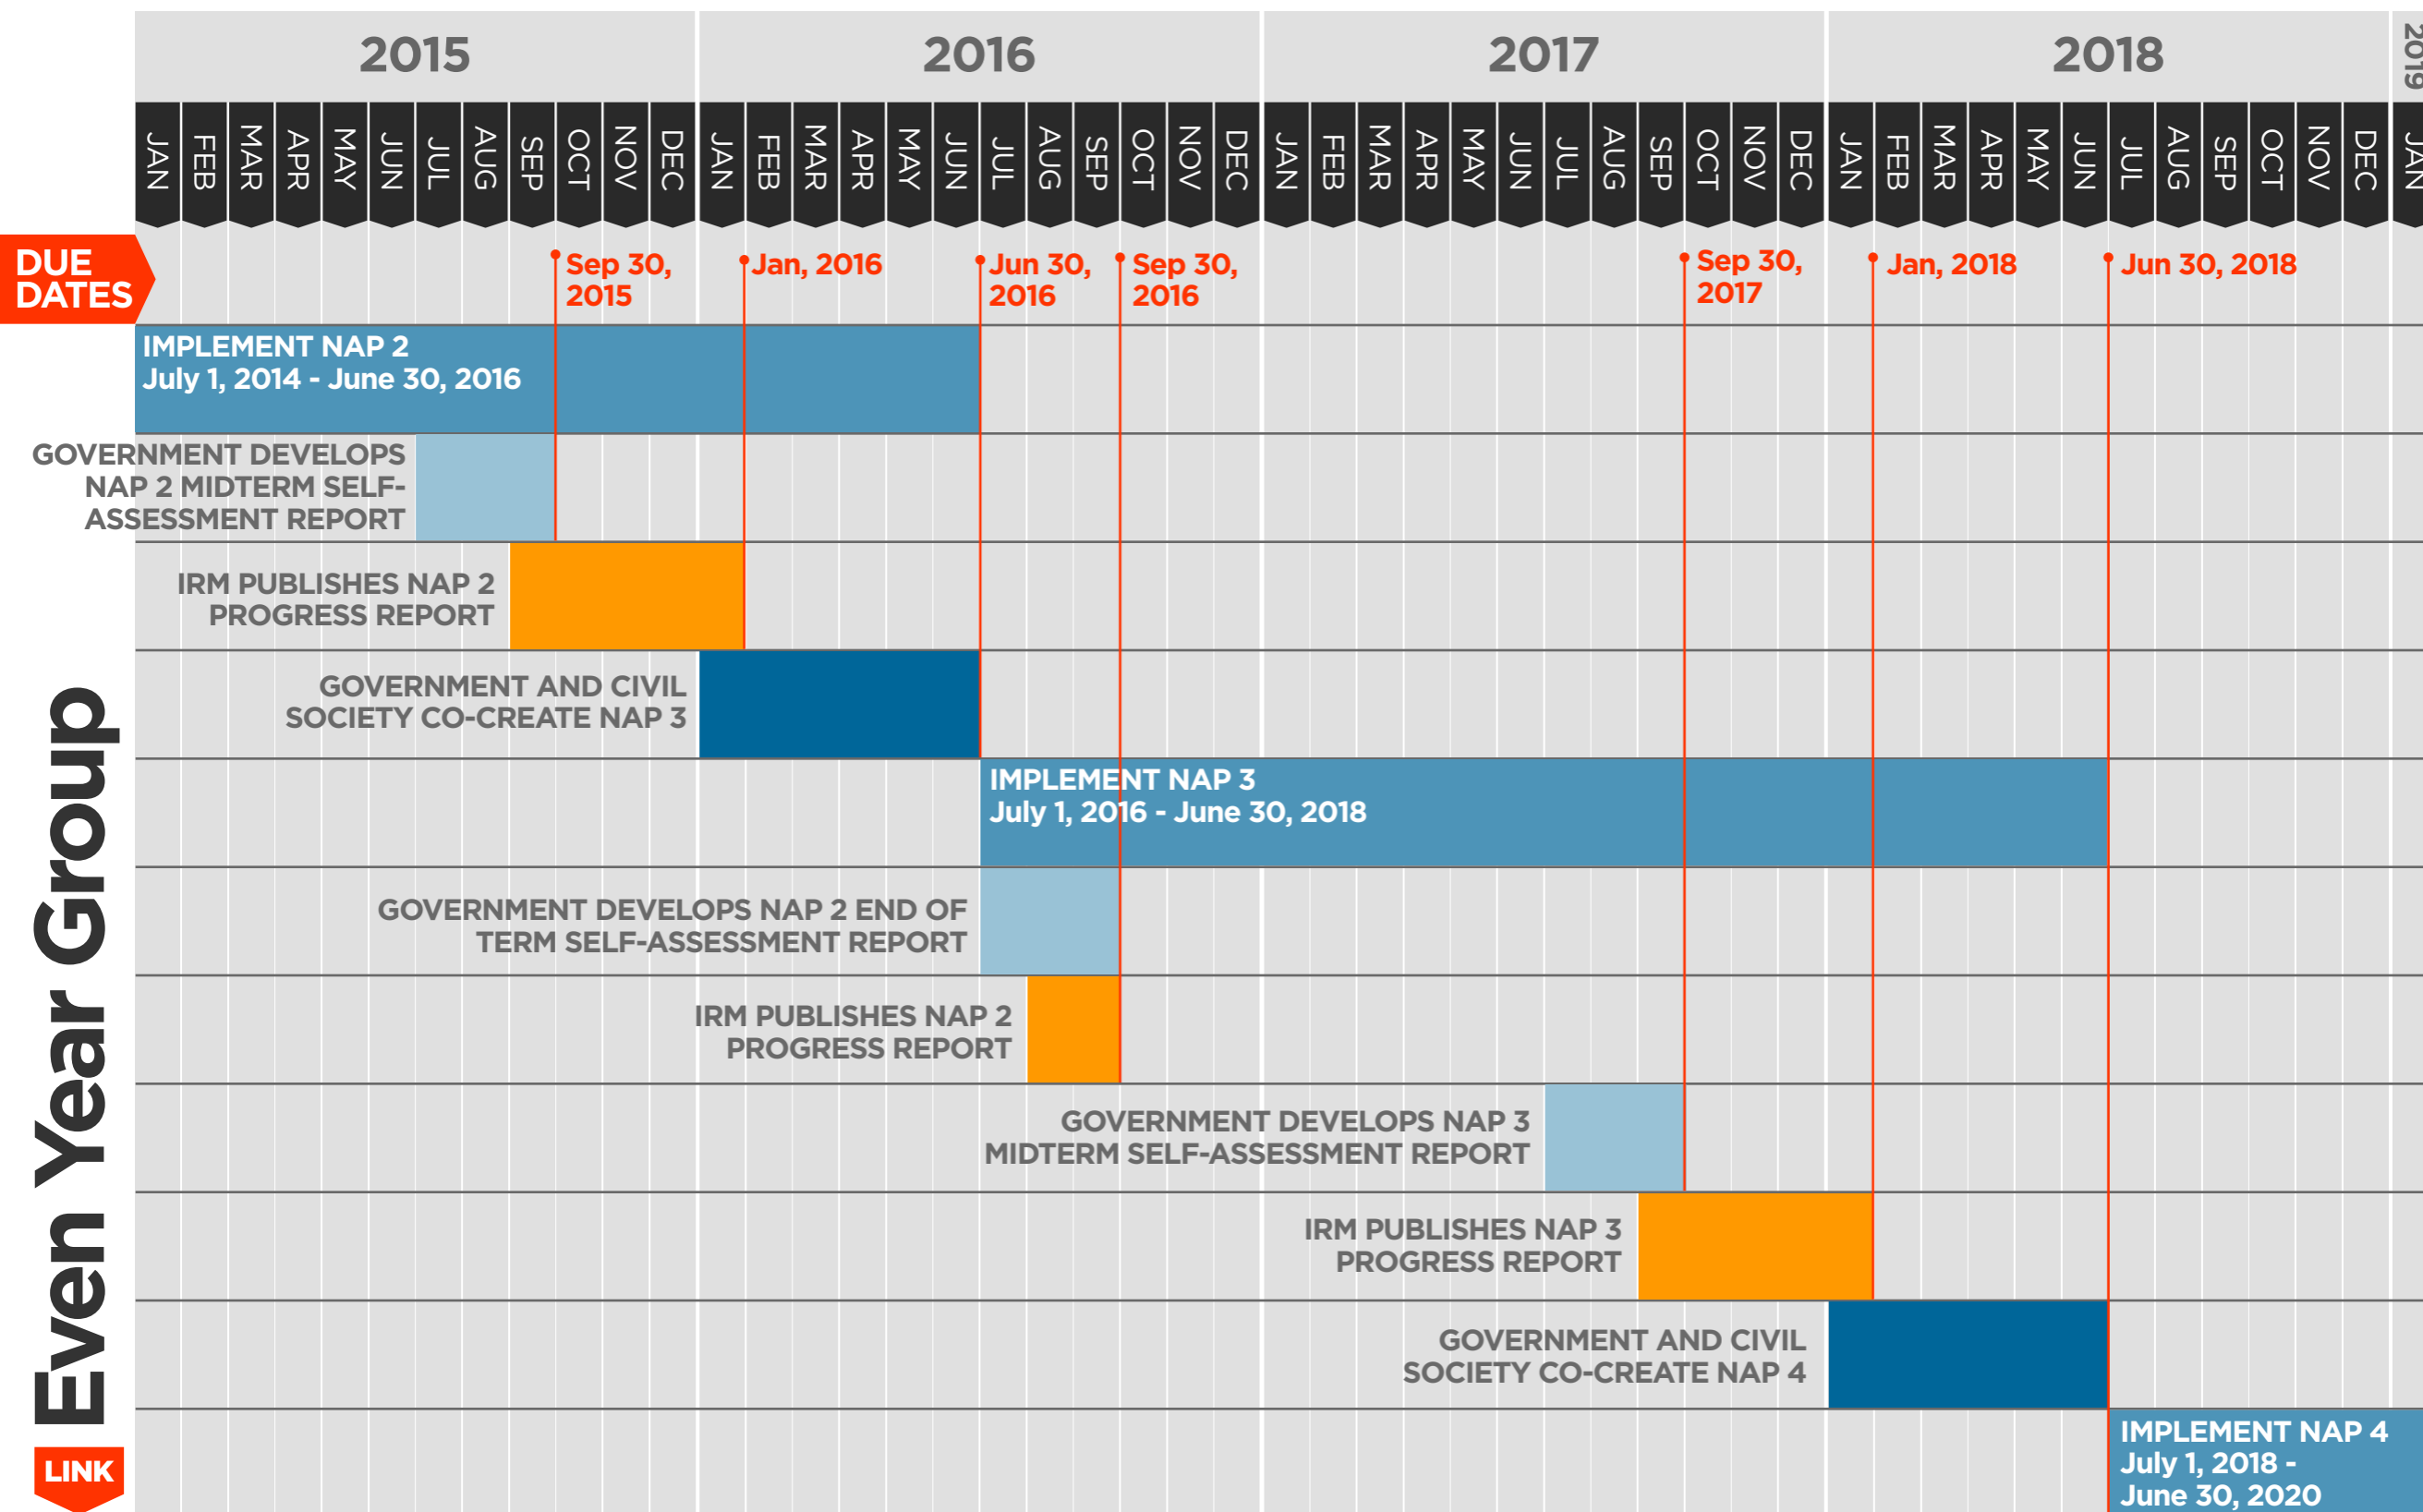 2015
2016
2017
2018
2019
JAN
FEB
MAR
APR
MAY
JUN
JUL
AUG
SEP
OCT
NOV
DEC
JAN
FEB
MAR
APR
MAY
JUN
JUL
AUG
SEP
OCT
NOV
DEC
JAN
FEB
MAR
APR
MAY
JUN
JUL
AUG
SEP
OCT
NOV
DEC
JAN
FEB
MAR
APR
MAY
JUN
JUL
AUG
SEP
OCT
NOV
DEC
JAN
DUE
DATES
Sep 30,
2015
Jan, 2016
Jun 30,
2016
Sep 30,
2016
Sep 30,
2017
Jan, 2018
Jun 30, 2018
IMPLEMENT NAP 2
July 1, 2014 - June 30, 2016
GOVERNMENT DEVELOPS
NAP 2 MIDTERM SELF-
ASSESSMENT REPORT
IRM PUBLISHES NAP 2
PROGRESS REPORT
GOVERNMENT AND CIVIL
SOCIETY CO-CREATE NAP 3
IMPLEMENT NAP 3
July 1, 2016 - June 30, 2018
GOVERNMENT DEVELOPS NAP 2 END OF
TERM SELF-ASSESSMENT REPORT
IRM PUBLISHES NAP 2
PROGRESS REPORT
GOVERNMENT DEVELOPS NAP 3
MIDTERM SELF-ASSESSMENT REPORT
IRM PUBLISHES NAP 3
PROGRESS REPORT
GOVERNMENT AND CIVIL
SOCIETY CO-CREATE NAP 4
IMPLEMENT NAP 4
July 1, 2018 -
June 30, 2020
Even Year Group
LINK